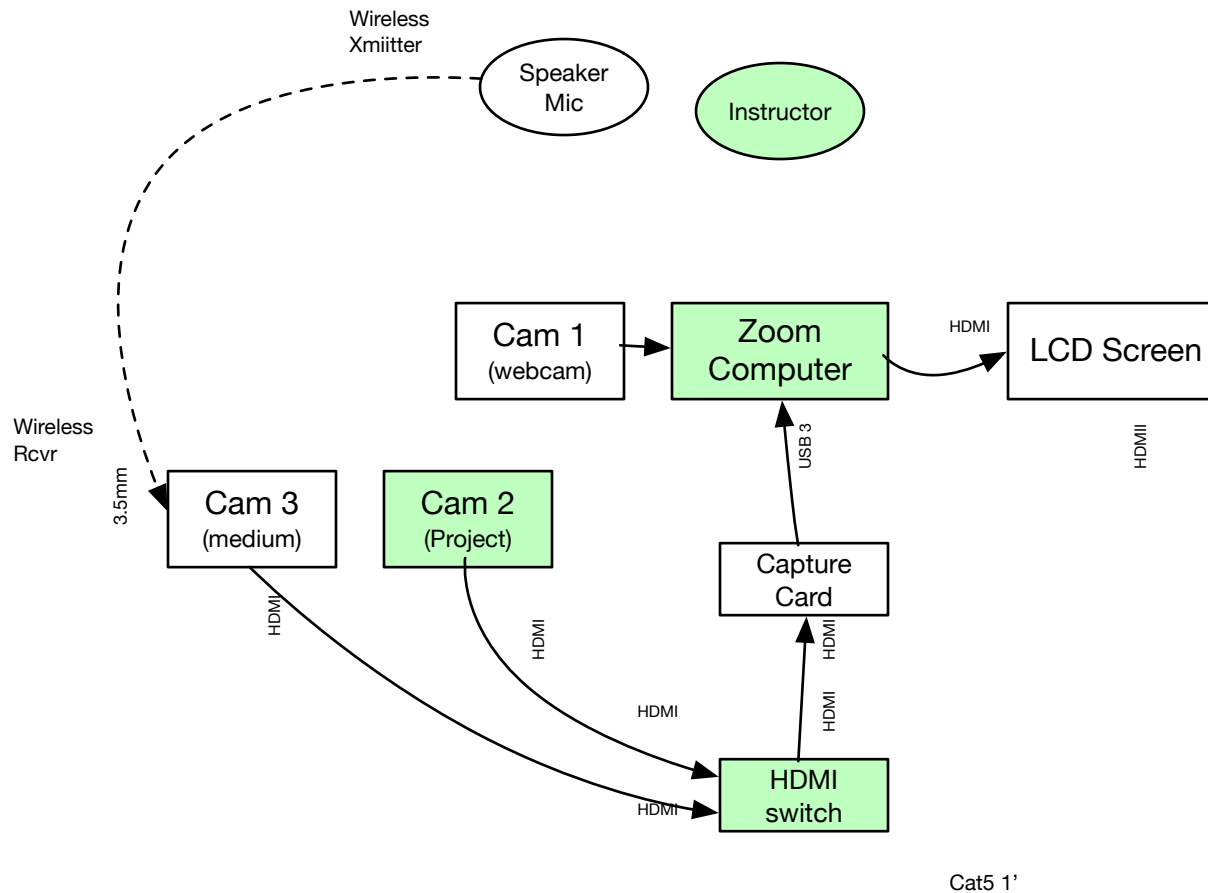 Wireless
Xmiitter
Speaker
Mic
Instructor
Cam 1
(webcam)
Zoom
Computer
HDMI
LCD Screen
Wireless
Rcvr
3.5mm
USB 3
HDMII
Cam 3
(medium)
Cam 2
(Project)
Capture
Card
HDMI
HDMI
HDMI
HDMI
HDMI
HDMI
HDMI
switch
Cat5 1’